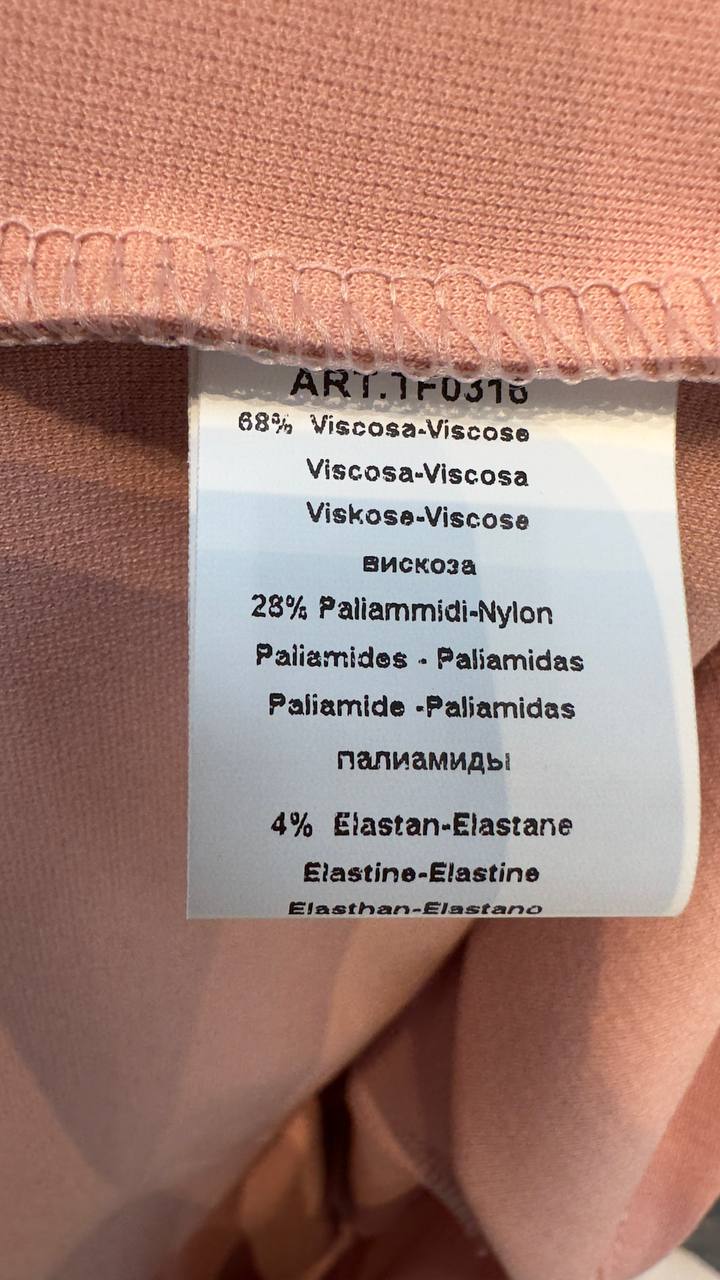 ART.TF0316
68% Viscosa-Viscose
Viscosa-Viscosa
Viskose-Viscose
вискоза
28% Paliammidi-Nylon
Paliamides - Paliamidas
Paliamide -Paliamidas
палиамиды
4% Elastan-Elastane
Elastine-Elastine
Elasthan-Elastano